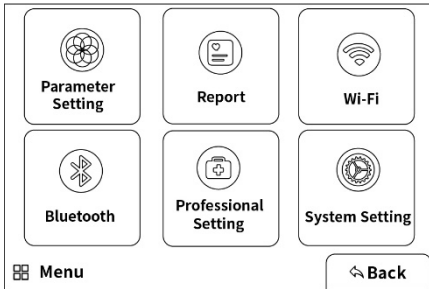 Parameter
Setting
Report
Wi-Fi
Bluetooth
Professional
Setting
System Setting
Menu
Back